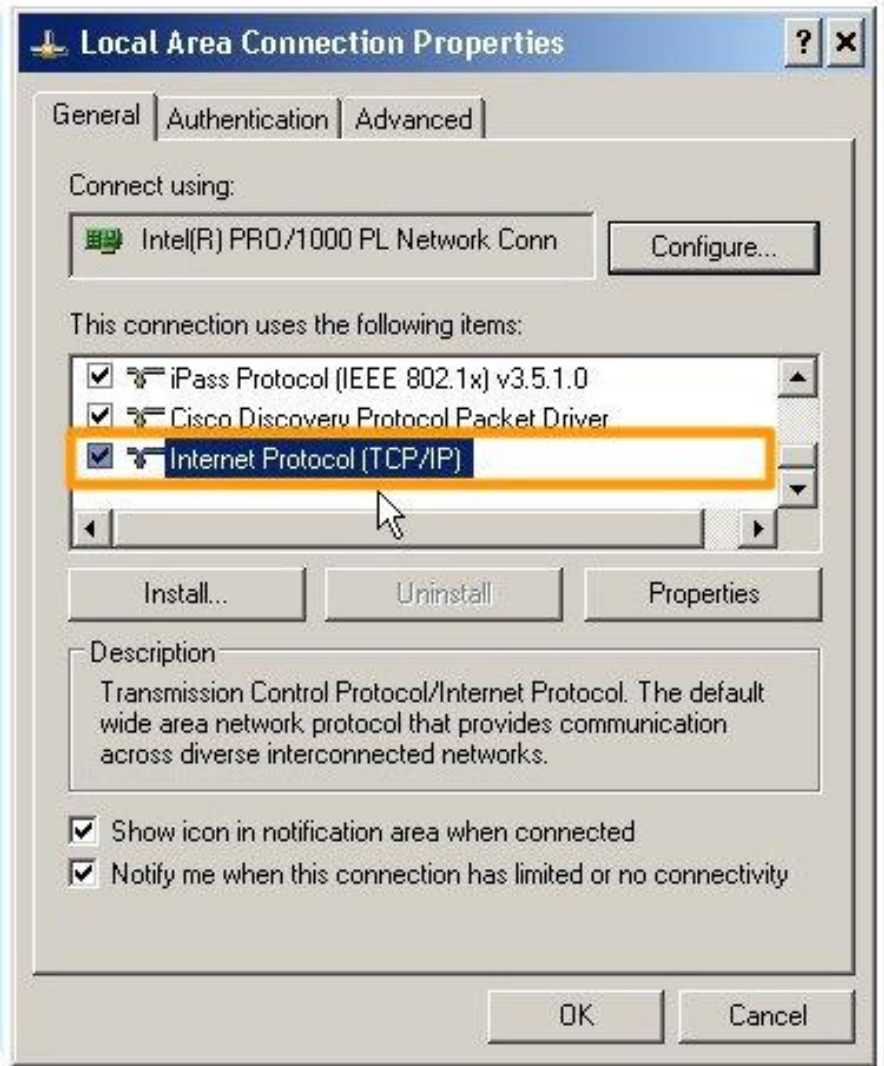 Local Area Connection Properties
General Authentication Advanced
Connect using:
Intel(R) PRO/1000 PL Network Conn Configure...
This connection uses the following items:
iPass Protocol (IEEE 802.1x) v3.5.1.0
Cisco Discovery Protocol Packet Driver
Internet Protocol (TCP/IP)
Install... Uninstall Properties
Description
Transmission Control Protocol/Internet Protocol. The default
wide area network protocol that provides communication
across diverse interconnected networks.
Show icon in notification area when connected
Notify me when this connection has limited or no connectivity
OK Cancel